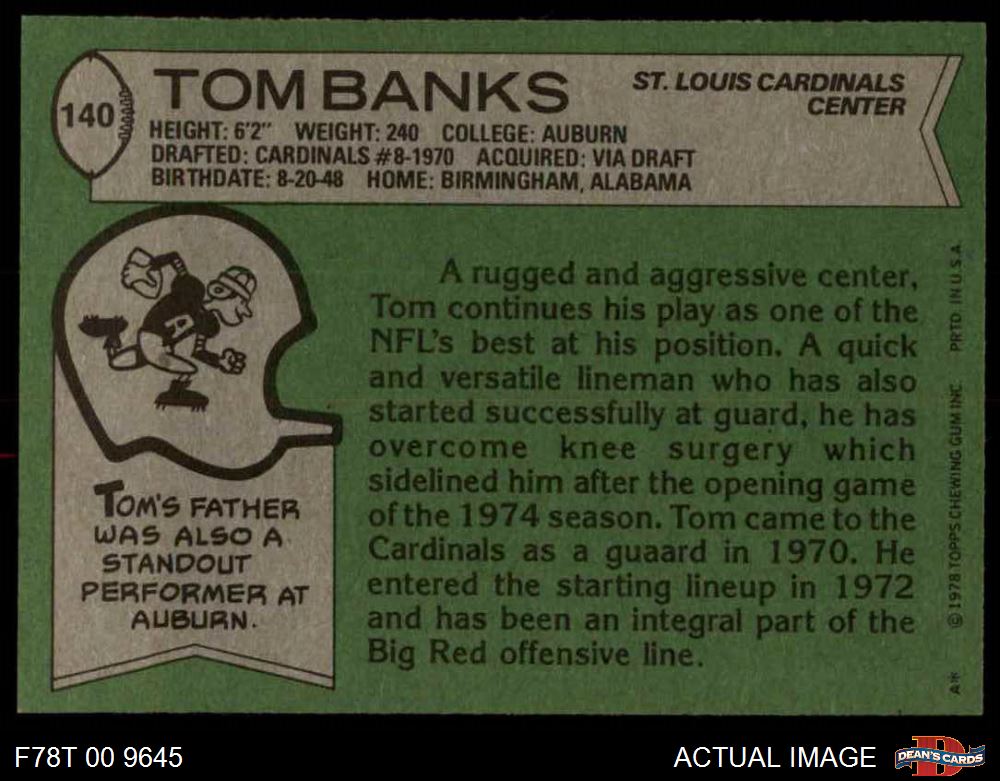 140
TOM BANKS
ST. LOUIS CARDINALS
CENTER
HEIGHT: 6'2" WEIGHT: 240 COLLEGE: AUBURN
DRAFTED: CARDINALS #8-1970 ACQUIRED: VIA DRAFT
BIRTHDATE: 8-20-48 HOME: BIRMINGHAM, ALABAMA
A
TOM'S FATHER
WAS ALSO A
STANDOUT
PERFORMER AT
AUBURN.
A rugged and aggressive center,
Tom continues his play as one of the
NFL's best at his position. A quick
and versatile lineman who has also
started successfully at guard, he has
overcome knee surgery which
sidelined him after the opening game
of the 1974 season. Tom came to the
Cardinals as a guaard in 1970. He
entered the starting lineup in 1972
and has been an integral part of the
Big Red offensive line.
A* © 1978 TOPPS CHEWING GUM INC. PRTD. IN U.S.A.
F78T 00 9645
ACTUAL IMAGE
D
DEAN'S CARDS